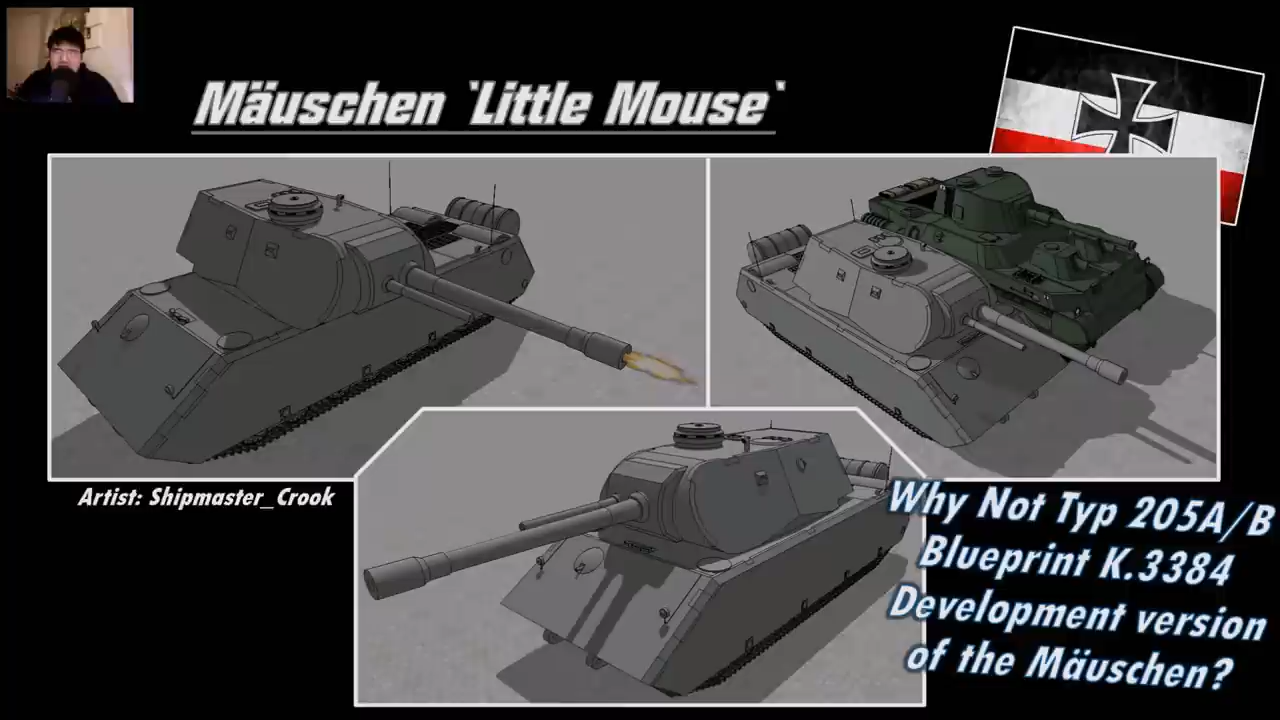 Mäuschen `Little Mouse`
Artist: Shipmaster_Crook
Why Not Typ 205A/B
Blueprint K.3384
Development version
of the Mäuschen?